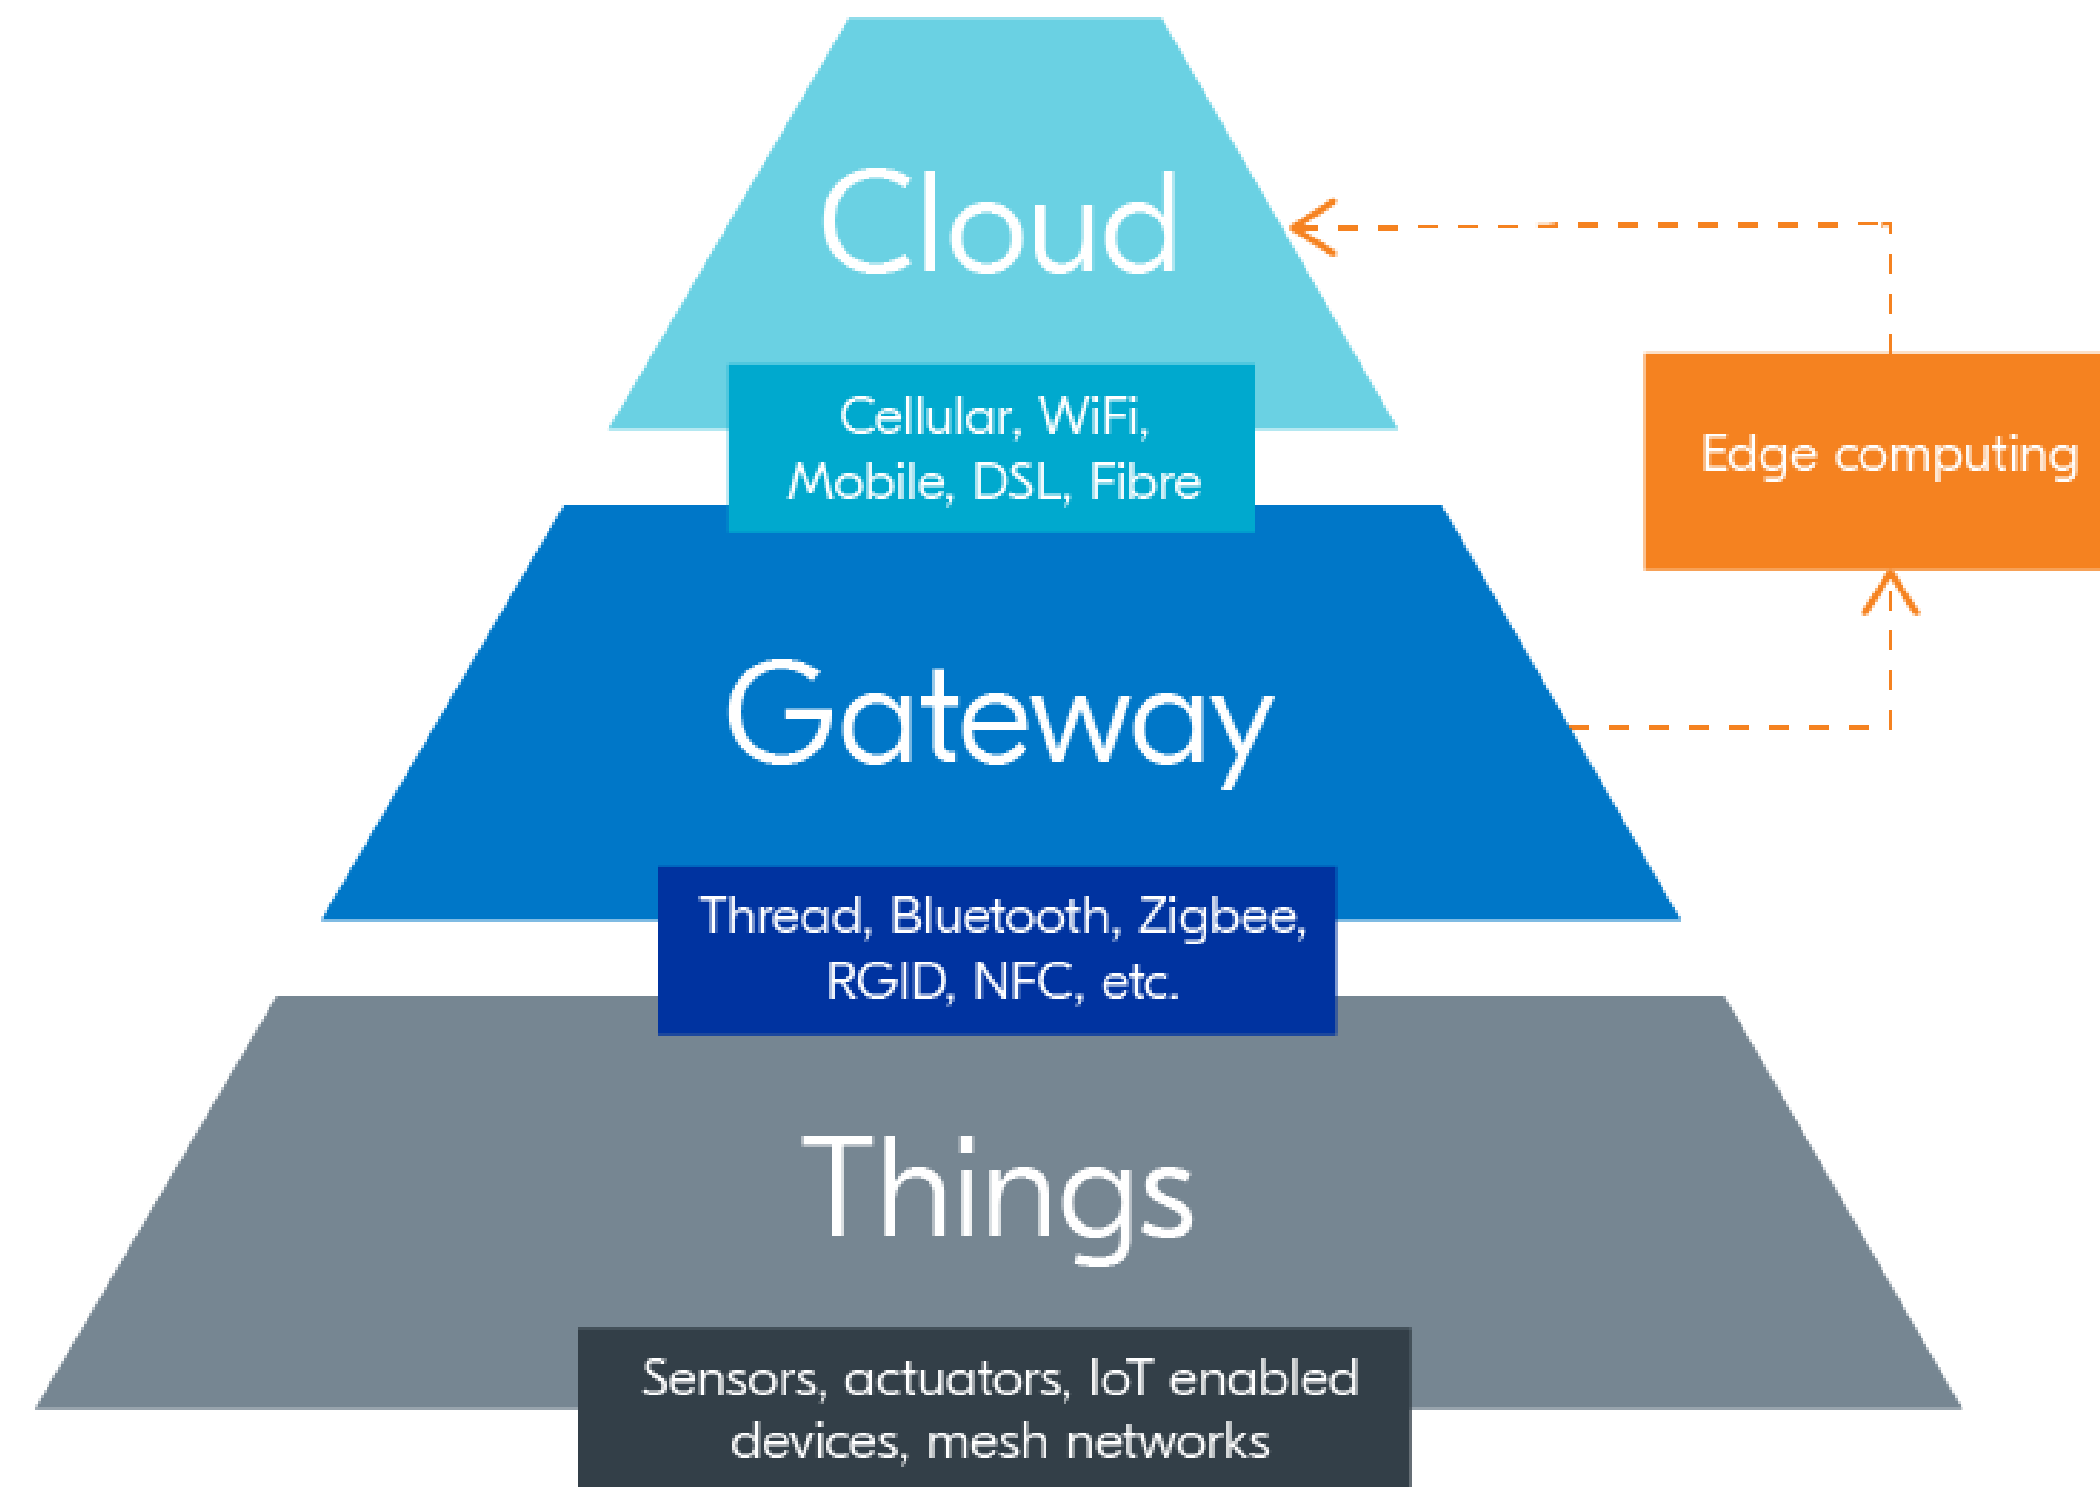 Cloud
Cellular, WiFi,
Mobile, DSL, Fibre
Edge computing
Gateway
Thread, Bluetooth, Zigbee,
RGID, NFC, etc.
Things
Sensors, actuators, IoT enabled
devices, mesh networks